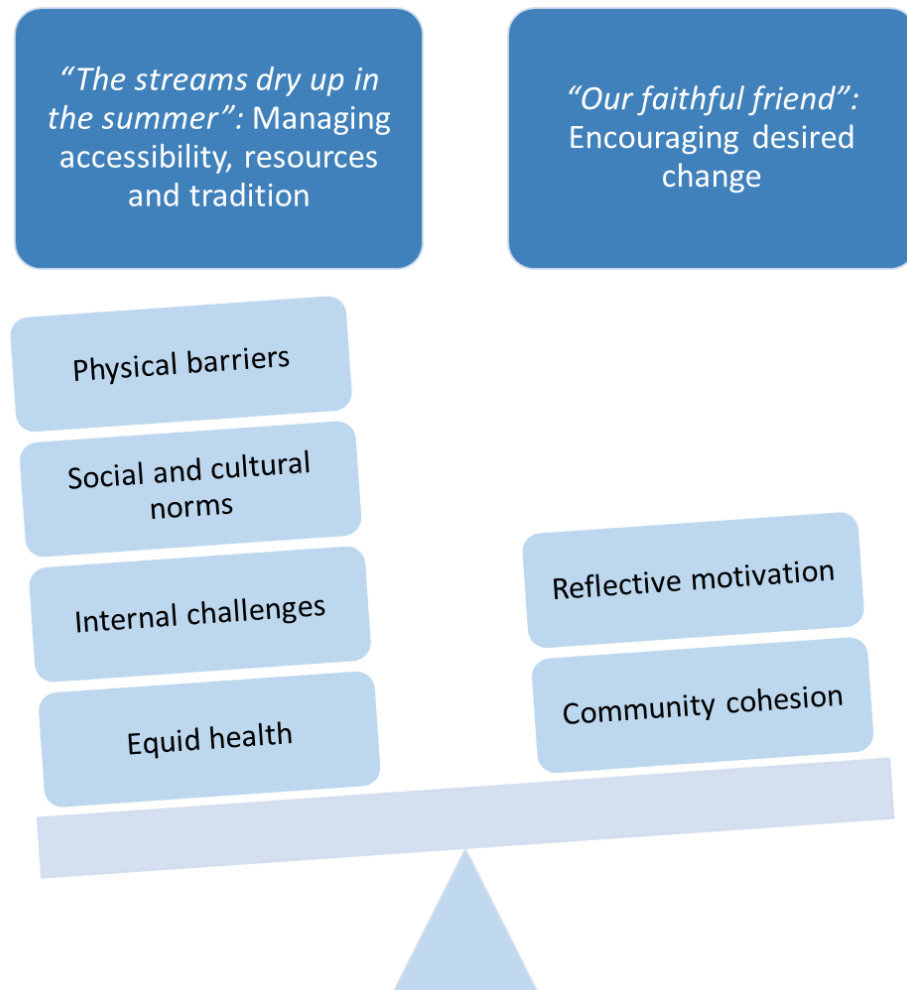 “The streams dry up in
the summer”: Managing
accessibility, resources
and tradition
“Our faithful friend”:
Encouraging desired
change
Physical barriers
Social and cultural
norms
Internal challenges
Equid health
Reflective motivation
Community cohesion